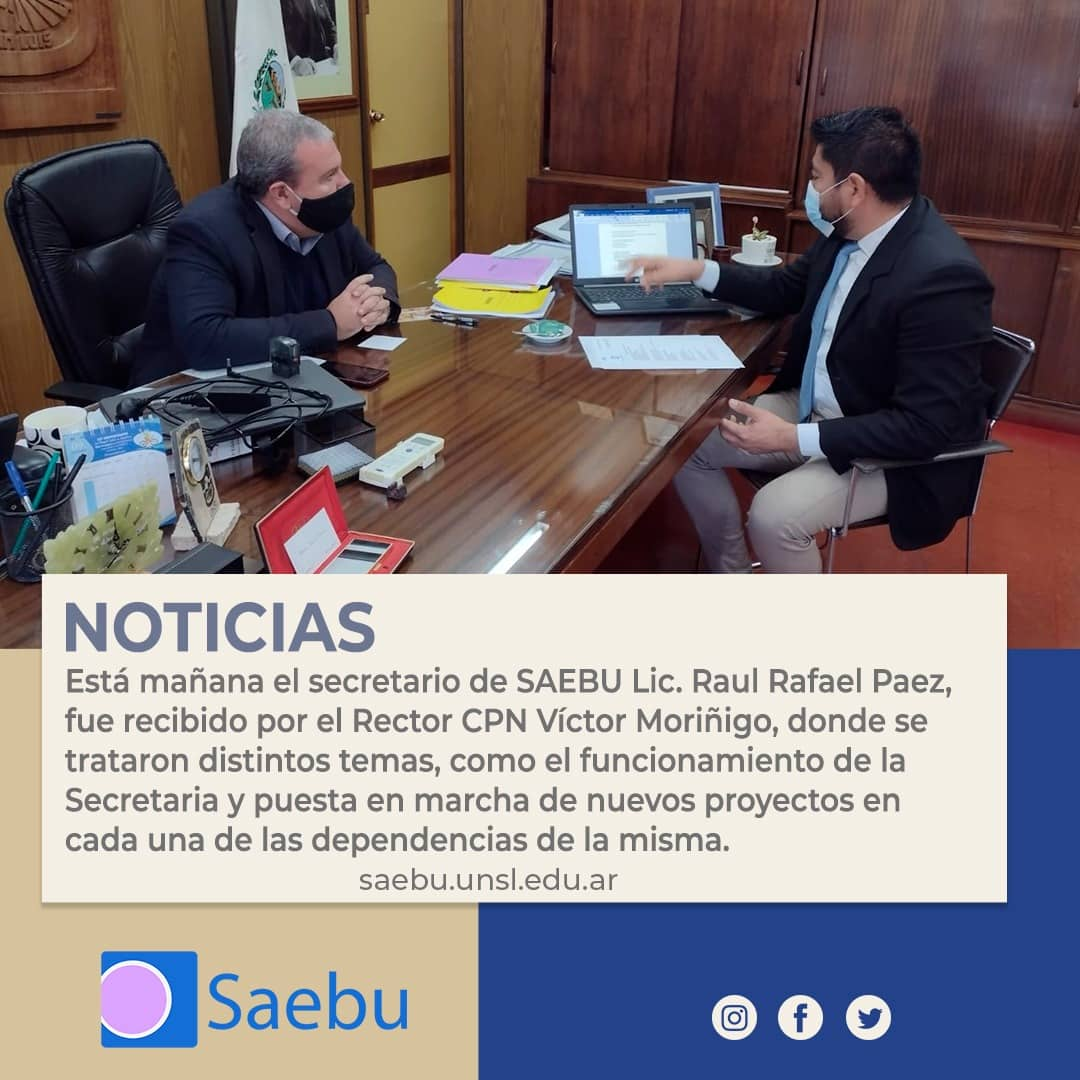 NOTICIAS
Está mañana el secretario de SAEBU Lic. Raul Rafael Paez,
fue recibido por el Rector CPN Víctor Moriñigo, donde se
trataron distintos temas, como el funcionamiento de la
Secretaria y puesta en marcha de nuevos proyectos en
cada una de las dependencias de la misma.
saebu.unsl.edu.ar
Saebu